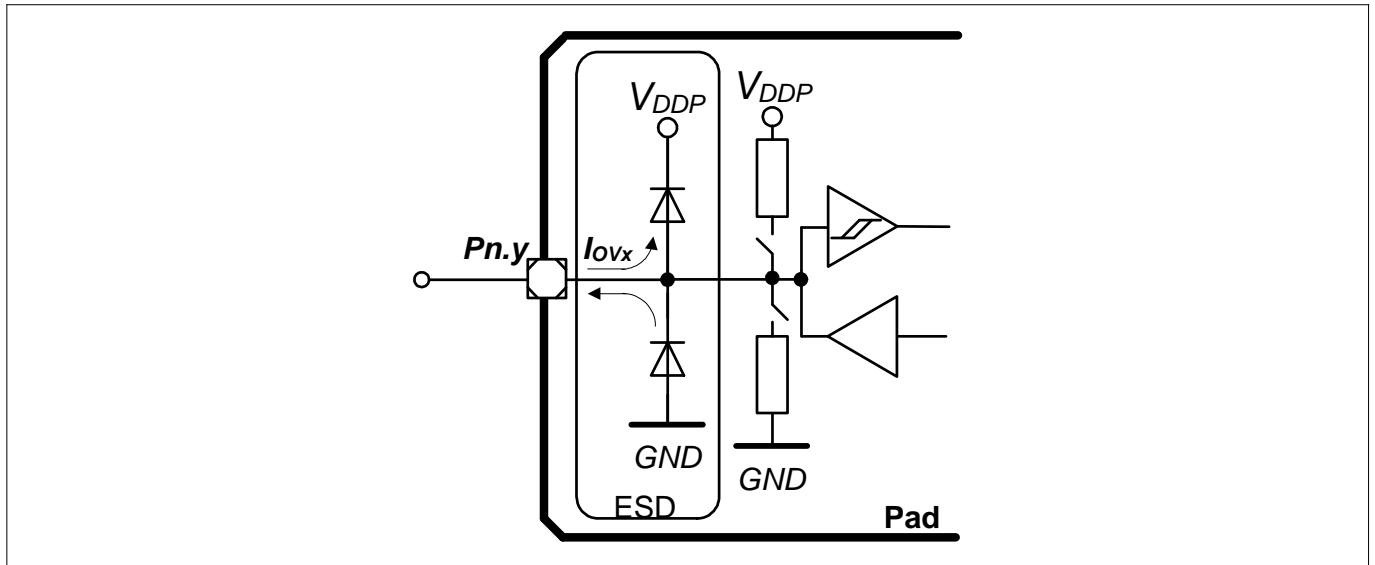 VDDP
VDDP
Pn.y
IOVx
GND
GND
ESD
Pad